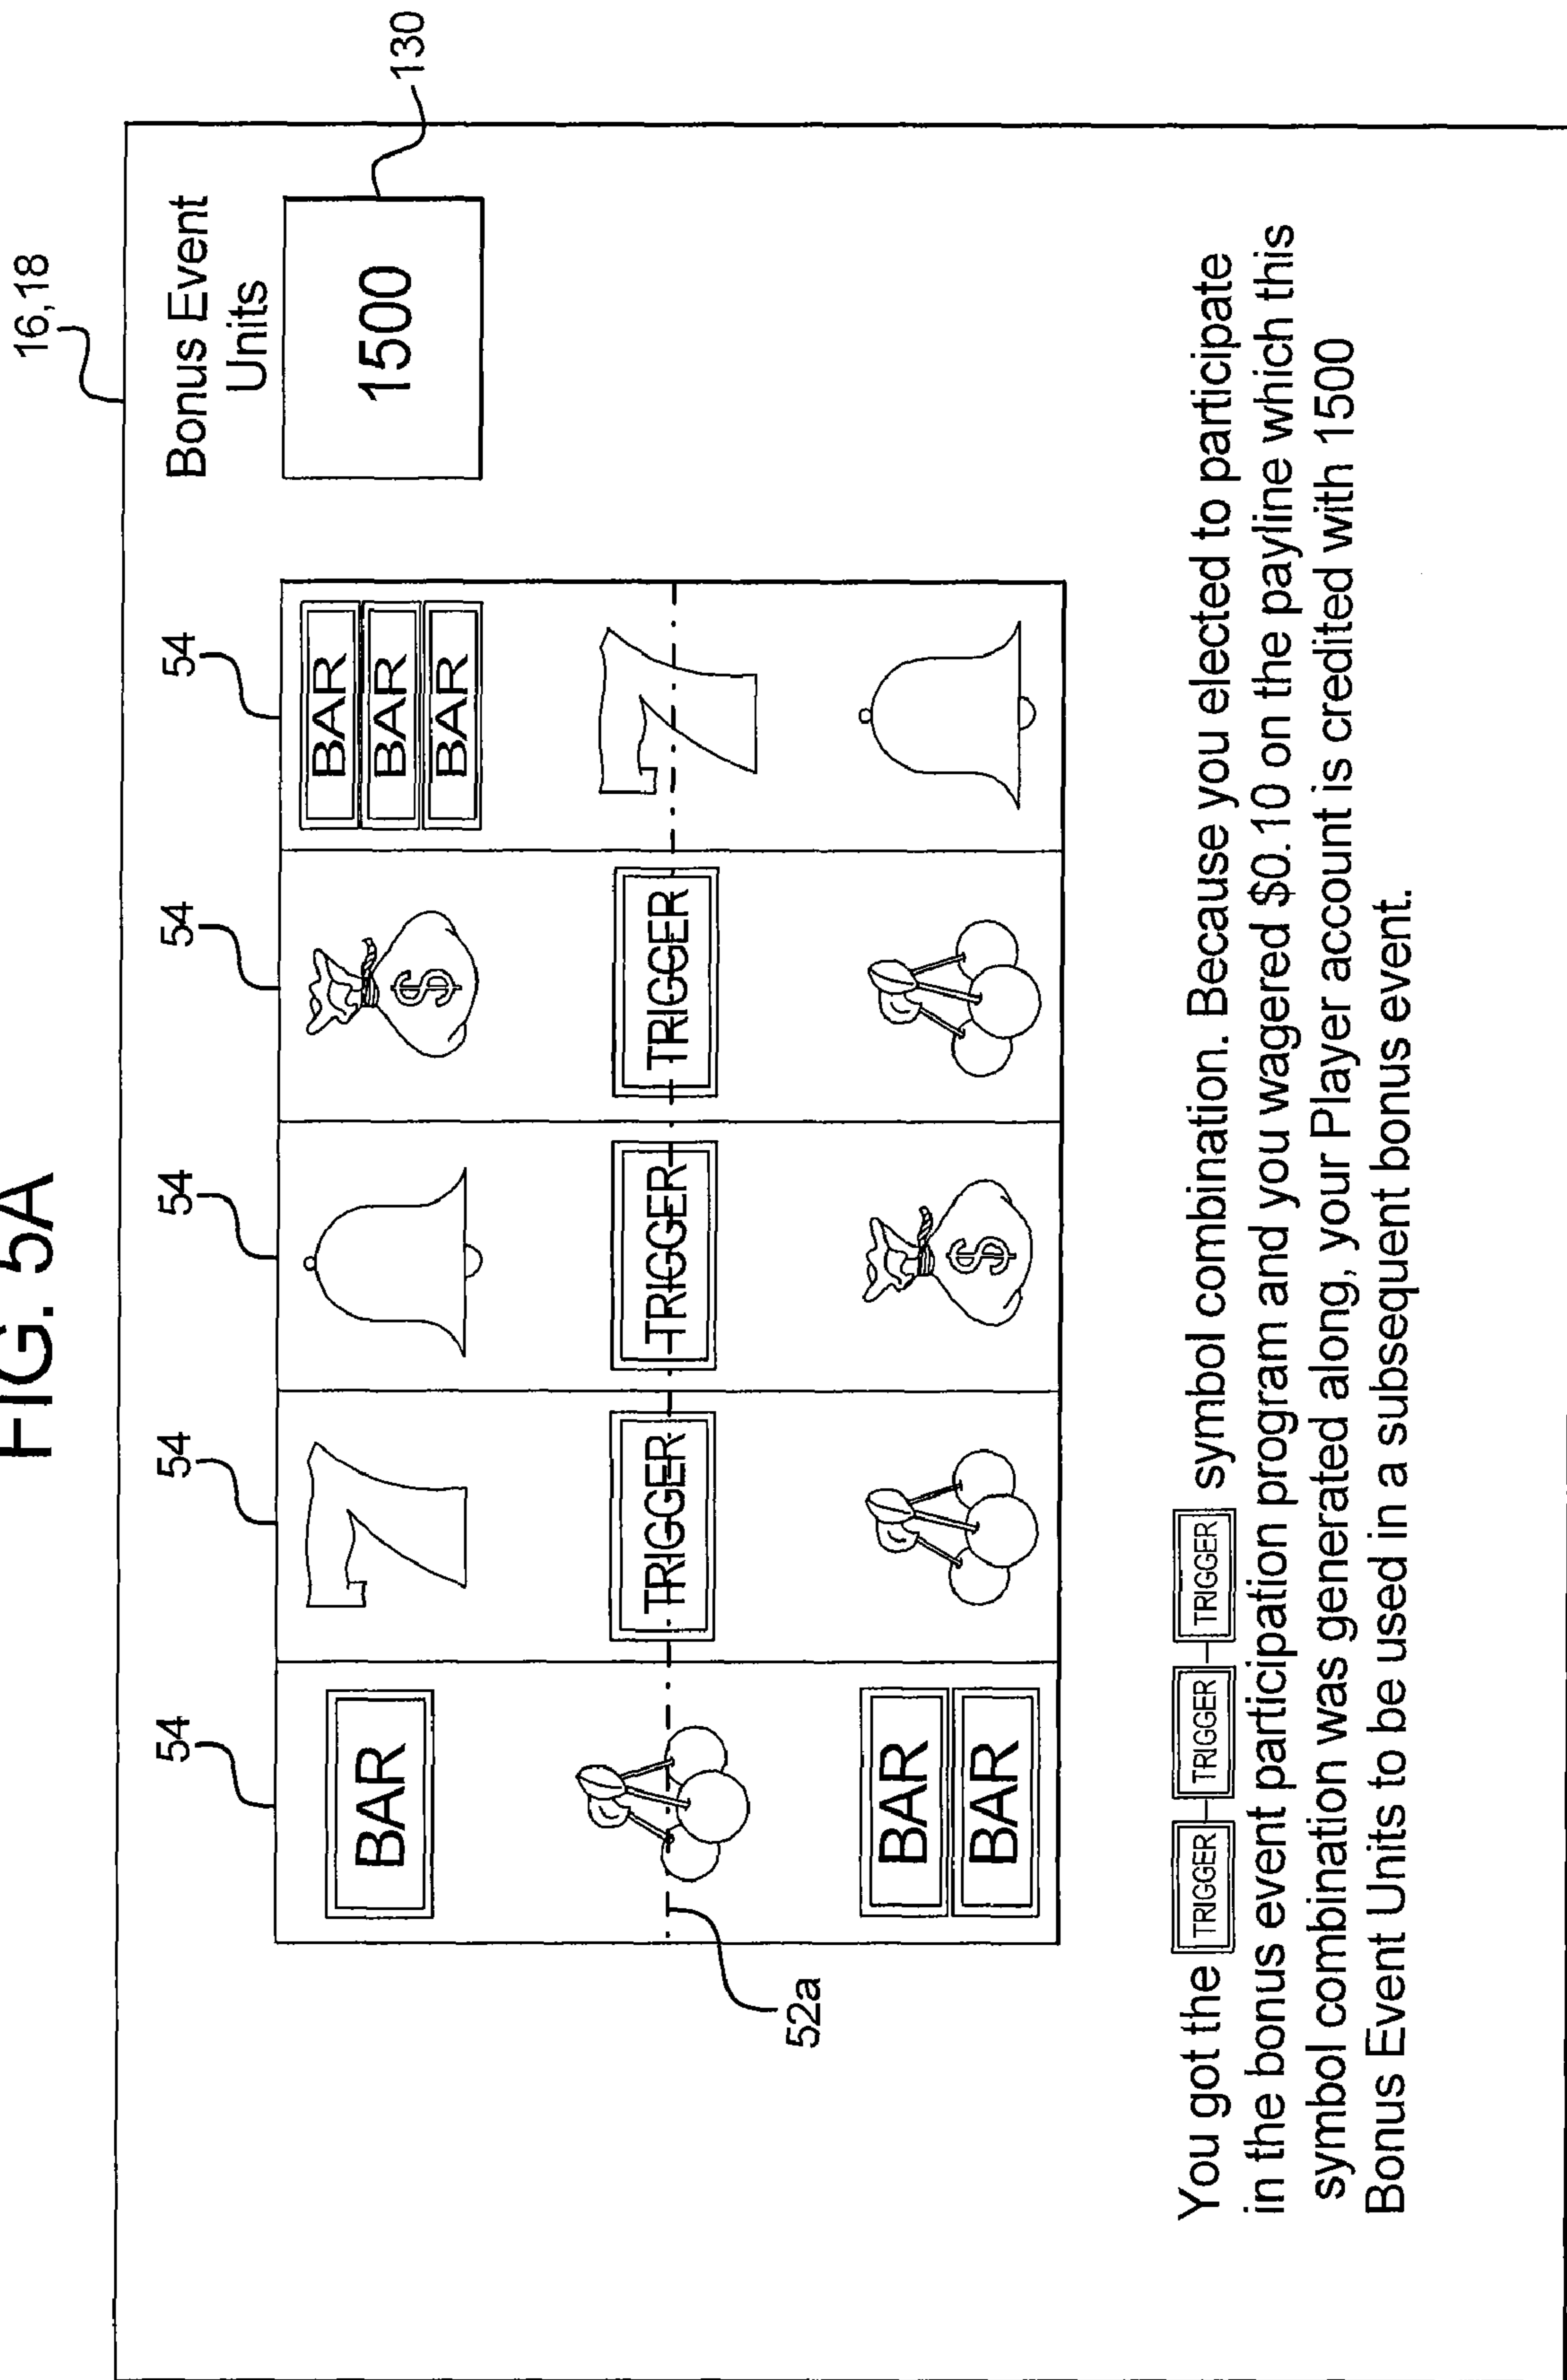 FIG. 5A
16,18
Bonus Event
Units
1500
130
54
54
54
54
54
BAR
BAR
BAR
BAR
TRIGGER
TRIGGER
TRIGGER
52a
BAR
BAR
You got the TRIGGER TRIGGER TRIGGER symbol combination. Because you elected to participate
in the bonus event participation program and you wagered $0.10 on the payline which this
symbol combination was generated along, your Player account is credited with 1500
Bonus Event Units to be used in a subsequent bonus event.